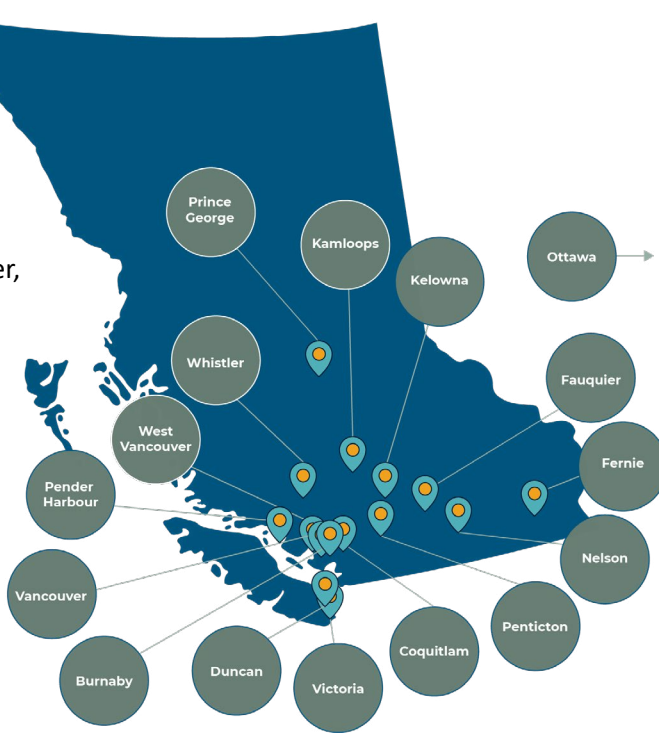 Prince
George
Kamloops
Ottawa
er,
Kelowna
Whistler
Fauquier
West
Vancouver
Fernie
Pender
Harbour
Nelson
Vancouver
Penticton
Coquitlam
Duncan
Burnaby
Victoria